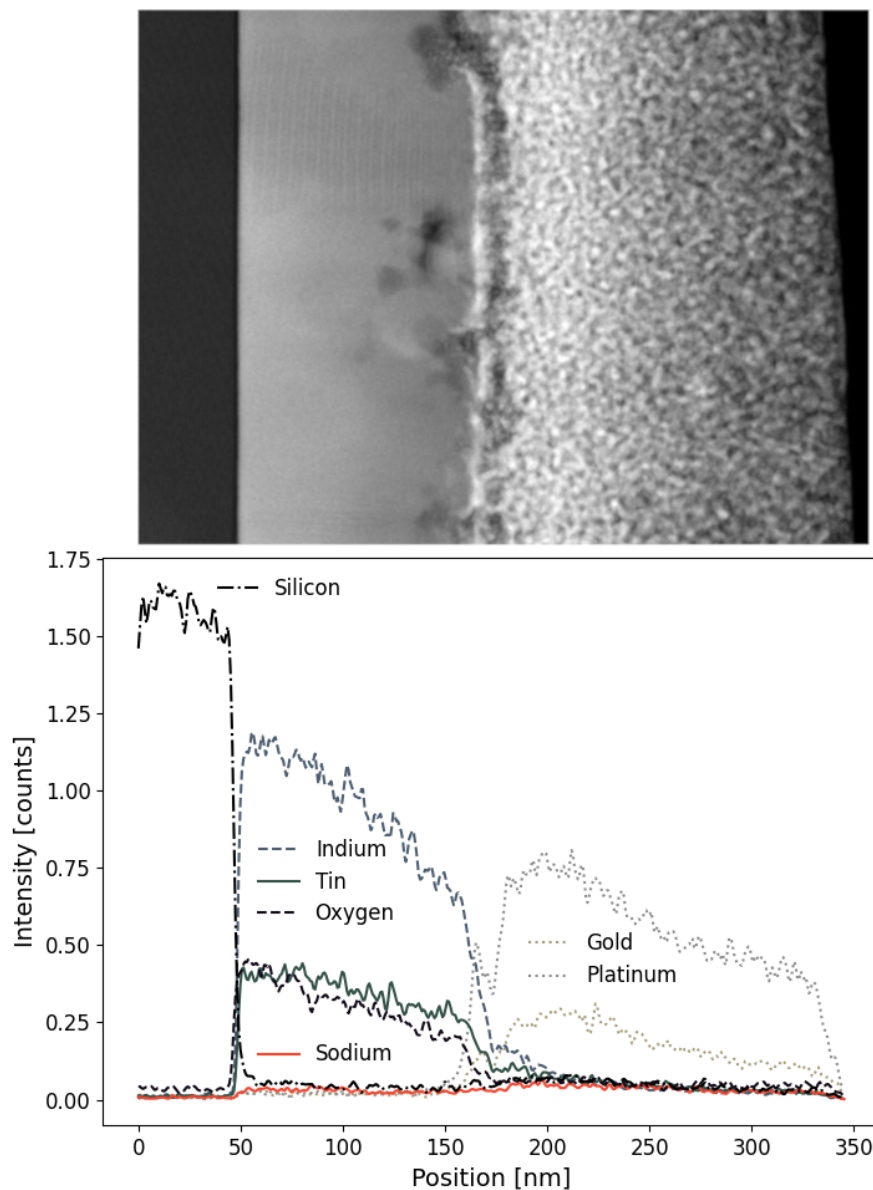 1.75
1.50
1.25
1.00
0.75
0.50
0.25
0.00
Intensity [counts]
Silicon
Indium
Tin
Oxygen
Sodium
Gold
Platinum
0 50 100 150 200 250 300 350
Position [nm]